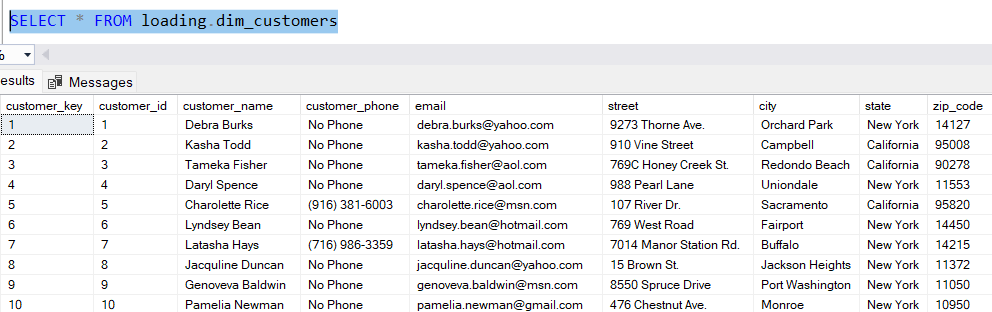 SELECT * FROM loading.dim_customers
%
esults Messages
customer_key customer_id customer_name customer_phone email street city state zip_code
1 1 Debra Burks No Phone debra.burks@yahoo.com 9273 Thorne Ave. Orchard Park New York 14127
2 2 Kasha Todd No Phone kasha.todd@yahoo.com 910 Vine Street Campbell California 95008
3 3 Tameka Fisher No Phone tameka.fisher@aol.com 769C Honey Creek St. Redondo Beach California 90278
4 4 Daryl Spence No Phone daryl.spence@aol.com 988 Pearl Lane Uniondale New York 11553
5 5 Charolette Rice (916) 381-6003 charolette.rice@msn.com 107 River Dr. Sacramento California 95820
6 6 Lyndsey Bean No Phone lyndsey.bean@hotmail.com 769 West Road Fairport New York 14450
7 7 Latasha Hays (716) 986-3359 latasha.hays@hotmail.com 7014 Manor Station Rd. Buffalo New York 14215
8 8 Jacquline Duncan No Phone jacquline.duncan@yahoo.com 15 Brown St. Jackson Heights New York 11372
9 9 Genoveva Baldwin No Phone genoveva.baldwin@msn.com 8550 Spruce Drive Port Washington New York 11050
10 10 Pamelia Newman No Phone pamelia.newman@gmail.com 476 Chestnut Ave. Monroe New York 10950